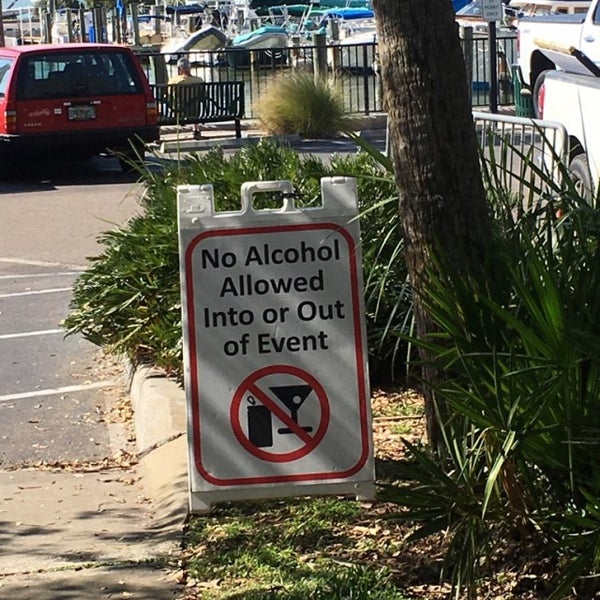 No Alcohol
Allowed
Into or Out
of Event